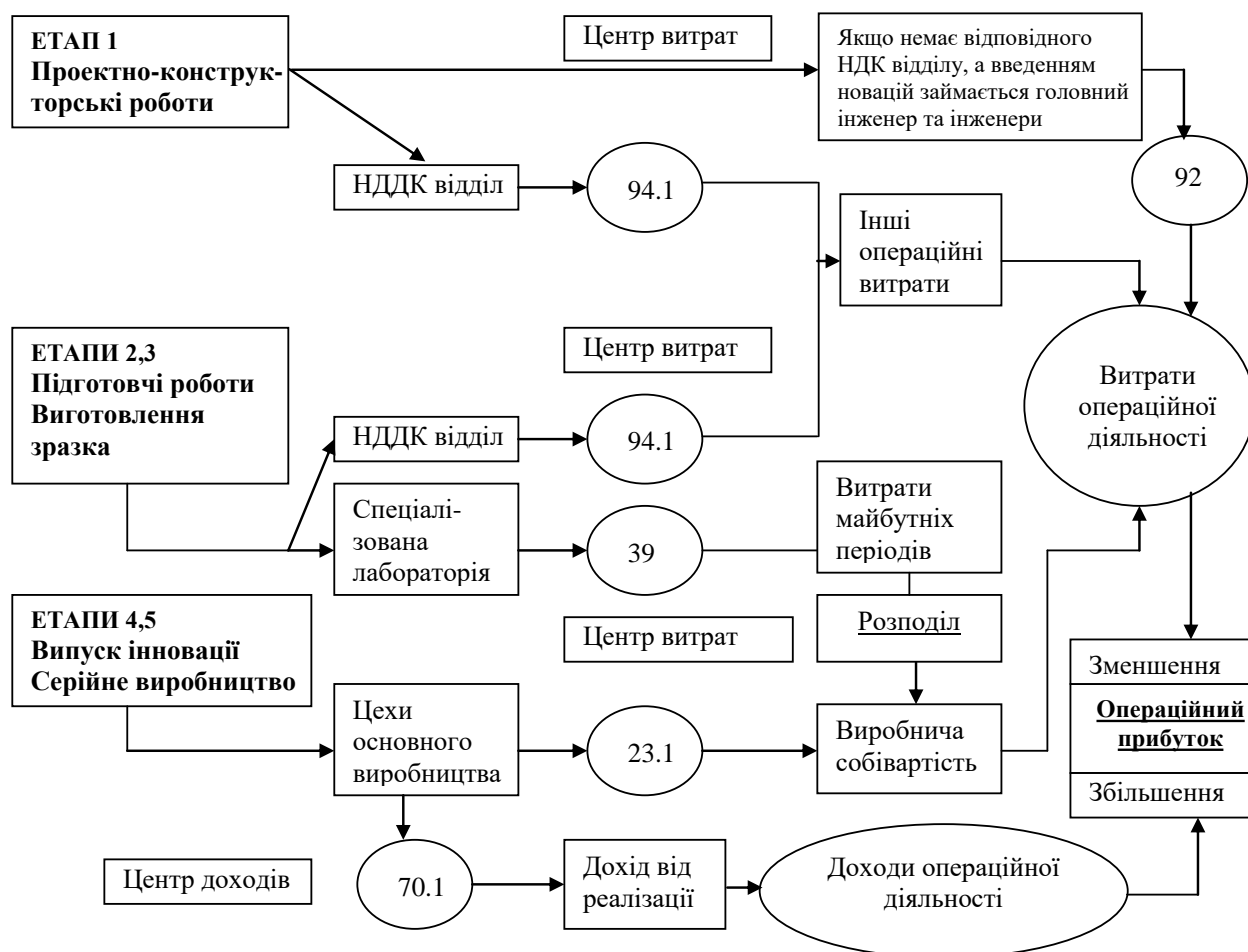 ЕТАП 1
Проектно-конструк-
торські роботи
Центр витрат
Якщо немає відповідного
НДК відділу, а введенням
новацій займається головний
інженер та інженери
НДДК відділ
94.1
92
Інші
операційні
витрати
ЕТАПИ 2,3
Підготовчі роботи
Виготовлення
зразка
Центр витрат
НДДК відділ
94.1
Витрати
операційної
діяльності
Спеціалі-
зована
лабораторія
39
Витрати
майбутніх
періодів
ЕТАПИ 4,5
Випуск інновації
Серійне виробництво
Центр витрат
Розподіл
Цехи
основного
виробництва
23.1
Виробнича
собівартість
Зменшення
Операційний
прибуток
Збільшення
Центр доходів
70.1
Дохід від
реалізації
Доходи операційної
діяльності